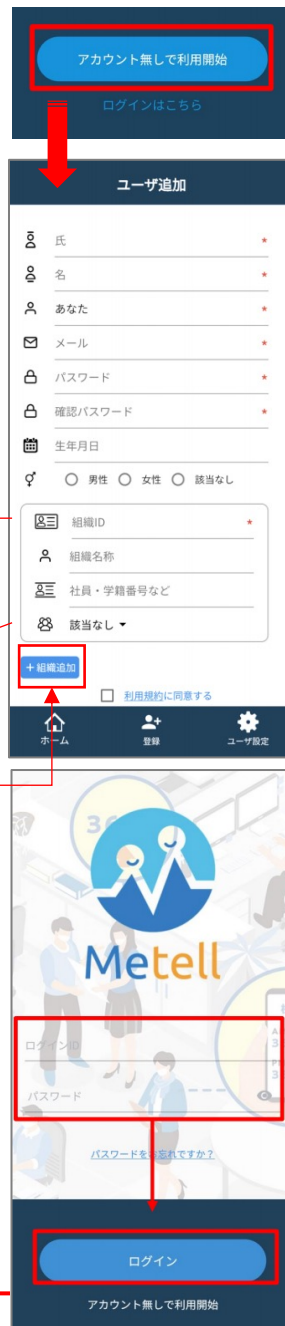 アカウント無しで利用開始
ログインはこちら
ユーザ追加
氏 *
名 *
あなた *
メール *
パスワード *
確認パスワード *
生年月日
男性 女性 該当なし
組織ID *
組織名称
社員・学籍番号など
該当なし
+組織追加
利用規約に同意する
ホーム 登録 ユーザ設定
36
Metell
ログインID
パスワード
パスワードをお忘れですか？
ログイン
アカウント無しで利用開始